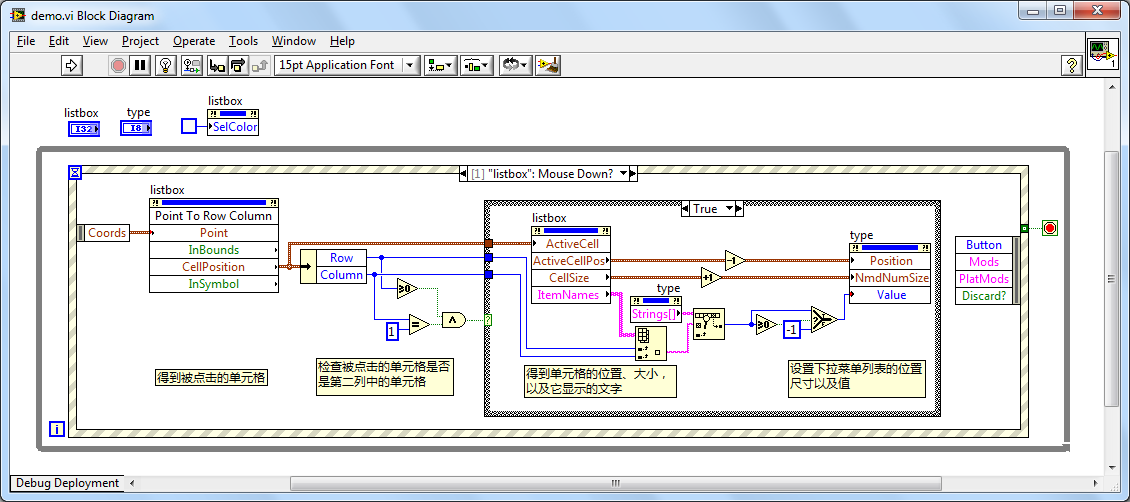 demo.vi Block Diagram
File Edit View Project Operate Tools Window Help
15pt Application Font
?
1
listbox
listbox
type
I32
I8
?! ?!
SelColor
[1] "listbox": Mouse Down?
listbox
?! ?!
Point To Row Column
Coords
Point
InBounds
CellPosition
InSymbol
Row
Column
≥0
=
1
∧
?
True
listbox
?! ?!
ActiveCell
ActiveCellPos
CellSize
ItemNames
-1
+1
type
?! ?!
Strings[]
≥0
-1
?
type
?! ?!
Position
NmdNumSize
Value
Button
Mods
PlatMods
Discard?
得到被点击的单元格
检查被点击的单元格是否
是第二列中的单元格
得到单元格的位置、大小，
以及它显示的文字
设置下拉菜单列表的位置
尺寸以及值
i
Debug Deployment